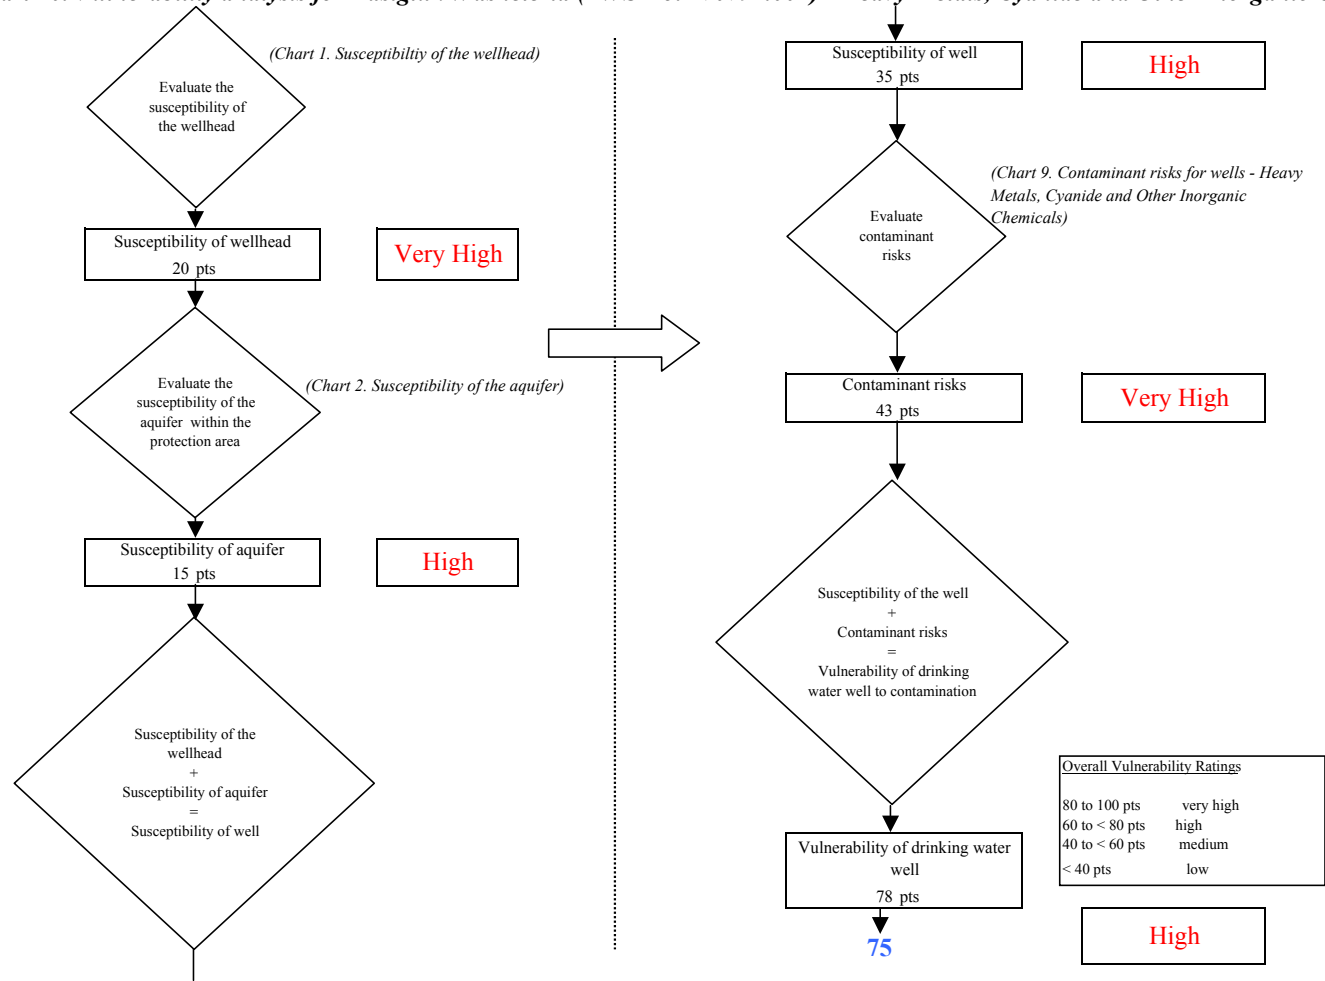 (Chart 1. Susceptibiltiy of the wellhead)
Evaluate the
susceptibility of
the wellhead
Susceptibility of wellhead
20 pts
Very High
Evaluate the
susceptibility of the
aquifer within the
protection area
(Chart 2. Susceptibility of the aquifer)
Susceptibility of aquifer
15 pts
High
Susceptibility of the
wellhead
+
Susceptibility of aquifer
=
Susceptibility of well
Susceptibility of well
35 pts
High
Evaluate
contaminant
risks
(Chart 9. Contaminant risks for wells - Heavy
Metals, Cyanide and Other Inorganic
Chemicals)
Contaminant risks
43 pts
Very High
Susceptibility of the well
+
Contaminant risks
=
Vulnerability of drinking
water well to contamination
Overall Vulnerability Ratings
80 to 100 pts very high
60 to < 80 pts high
40 to < 60 pts medium
< 40 pts low
Vulnerability of drinking water
well
78 pts
75
High